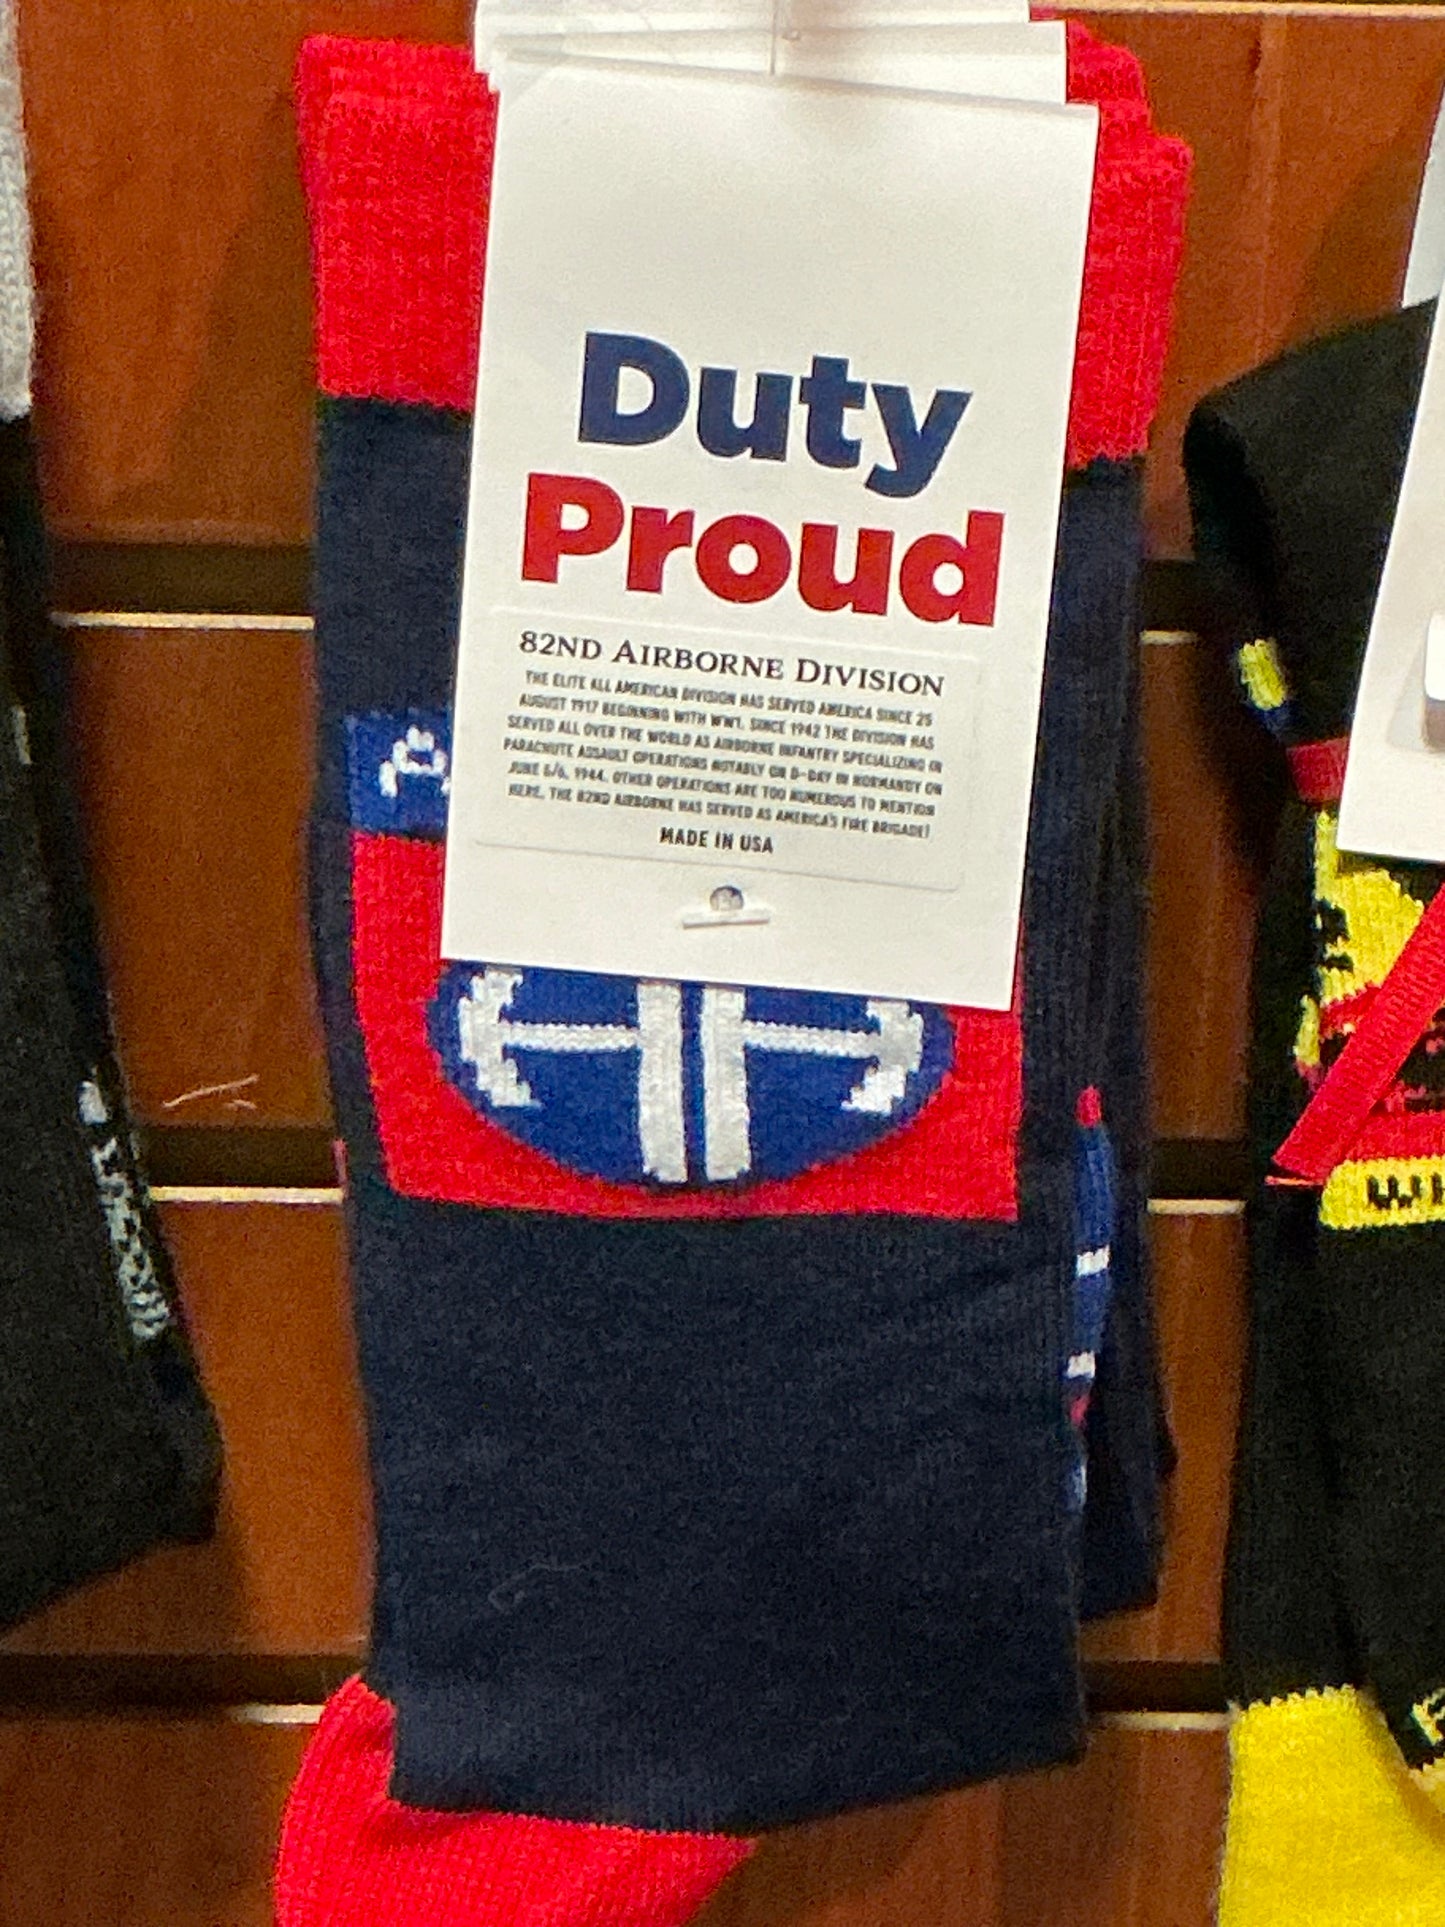 Duty
Proud
82ND AIRBORNE DIVISION
THE ELITE ALL AMERICAN DIVISION HAS SERVED AMERICA SINCE 25
AUGUST 1917 BEGINNING WITH WW1. SINCE 1942 THE DIVISION HAS
SERVED ALL OVER THE WORLD AS AIRBORNE INFANTRY SPECIALIZING IN
PARACHUTE ASSAULT OPERATIONS NOTABLY ON D-DAY IN NORMANDY ON
JUNE 5/6, 1944. OTHER OPERATIONS ARE TOO NUMEROUS TO MENTION
HERE. THE 82ND AIRBORNE HAS SERVED AS AMERICA'S FIRE BRIGADE!
MADE IN USA